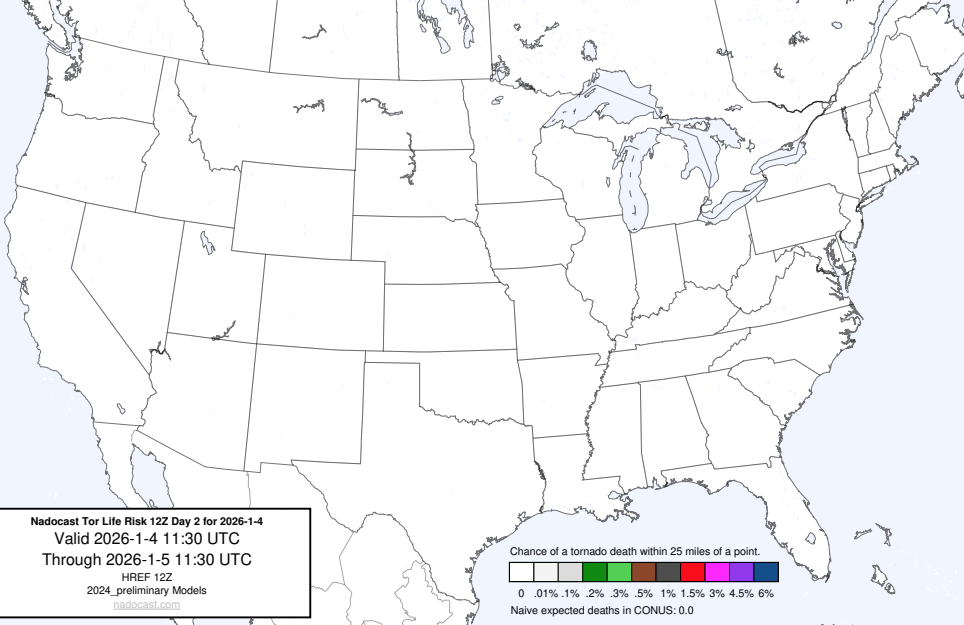 Nadocast Tor Life Risk 12Z Day 2 for 2026-1-4
Valid 2026-1-4 11:30 UTC
Through 2026-1-5 11:30 UTC
HREF 12Z
2024_preliminary Models
nadocast.com
Chance of a tornado death within 25 miles of a point.
0 .01% .1% .2% .3% .5% 1% 1.5% 3% 4.5% 6%
Naive expected deaths in CONUS: 0.0